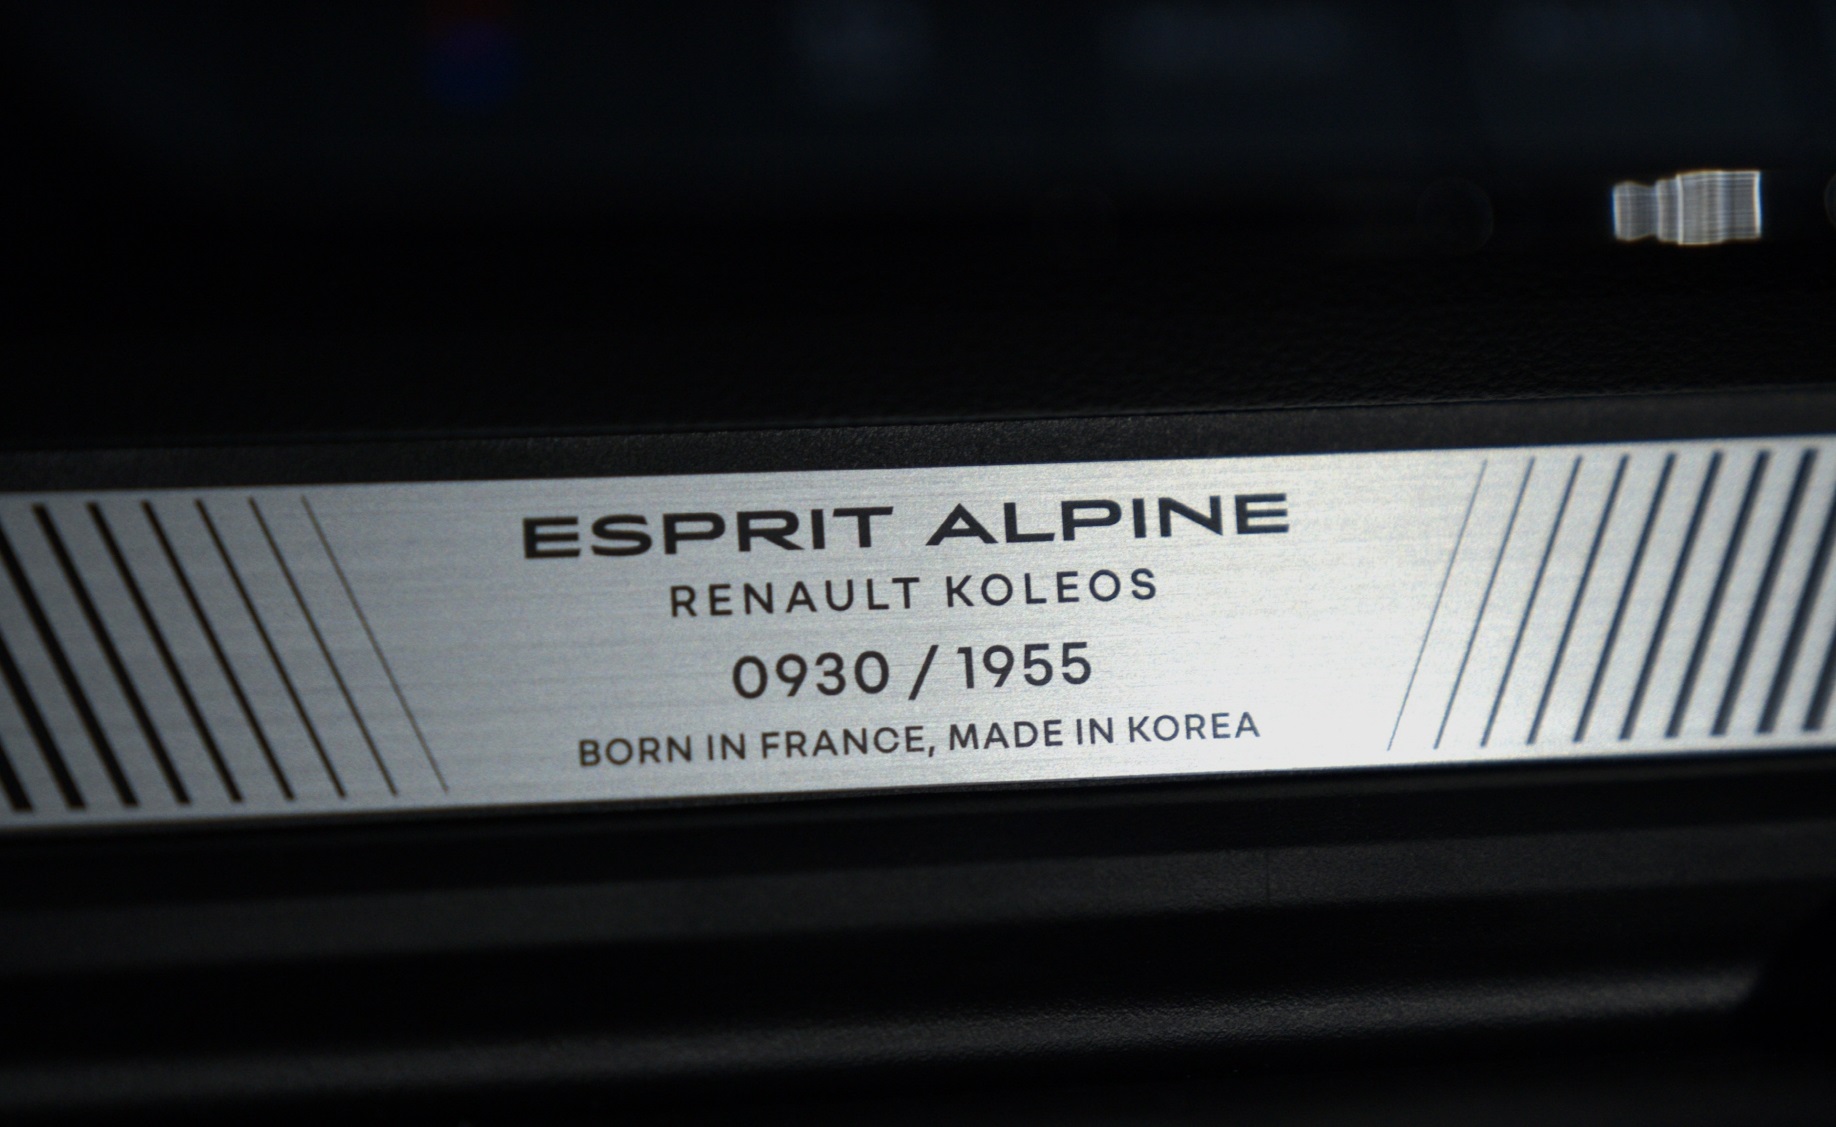 ESPRIT ALPINE
RENAULT KOLEOS
0930 / 1955
BORN IN FRANCE, MADE IN KOREA